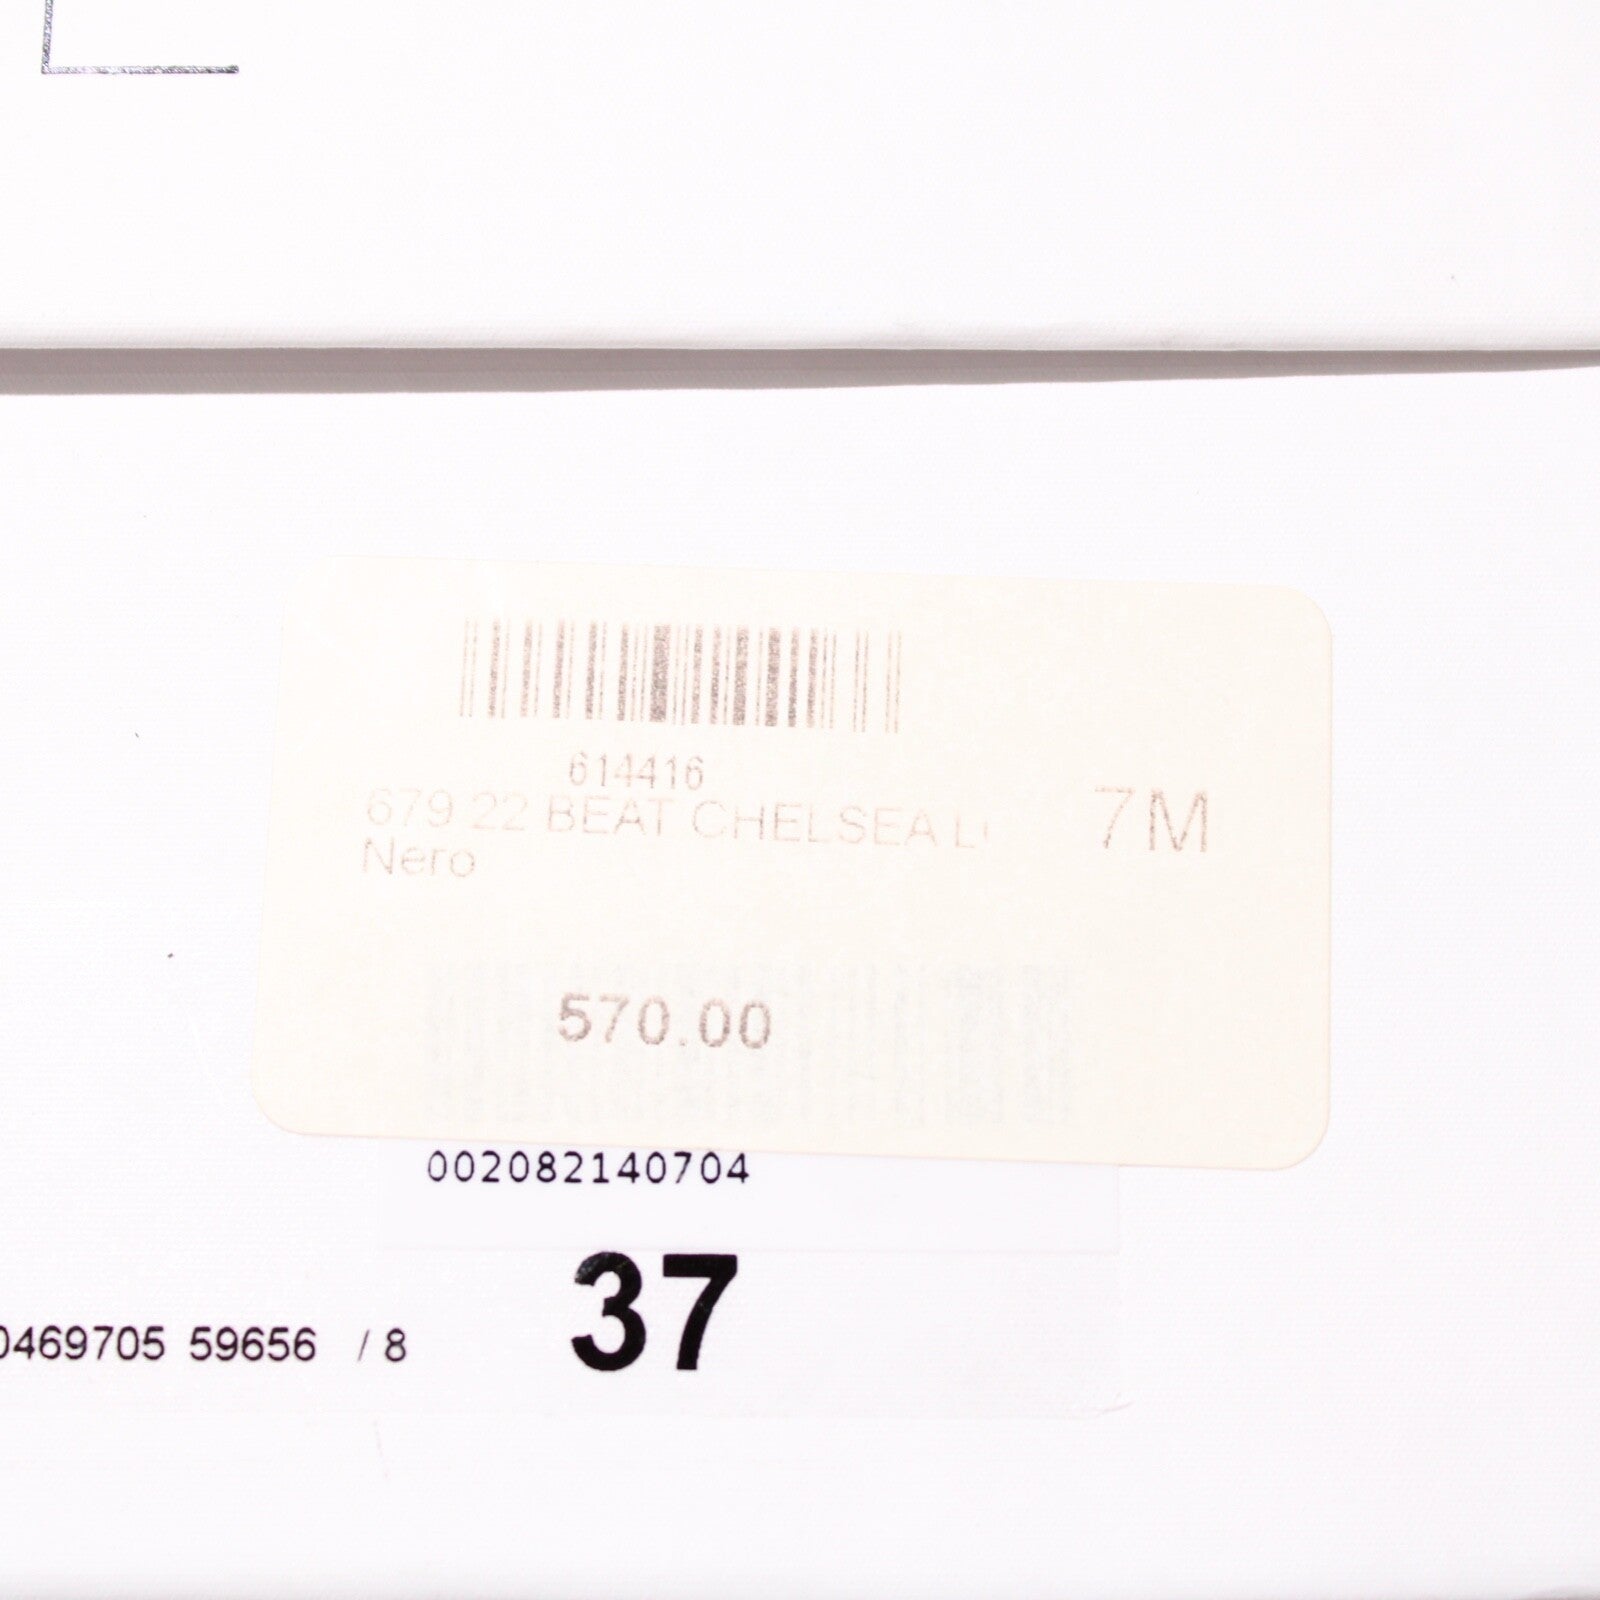 614416
679 22 BEAT CHELSEA
7M
Nero
570.00
002082140704
37
0469705 59656 / 8